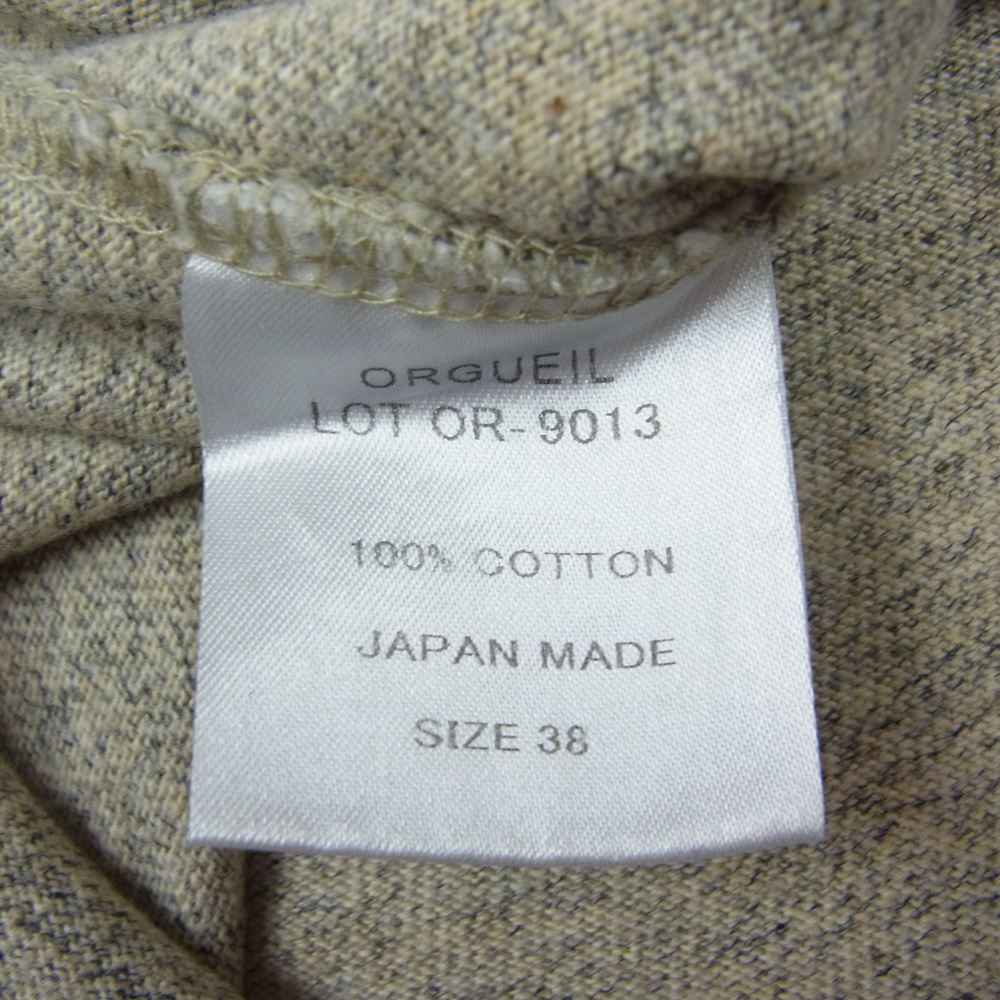 ORGUEIL
LOT OR-9013
100% COTTON
JAPAN MADE
SIZE 38